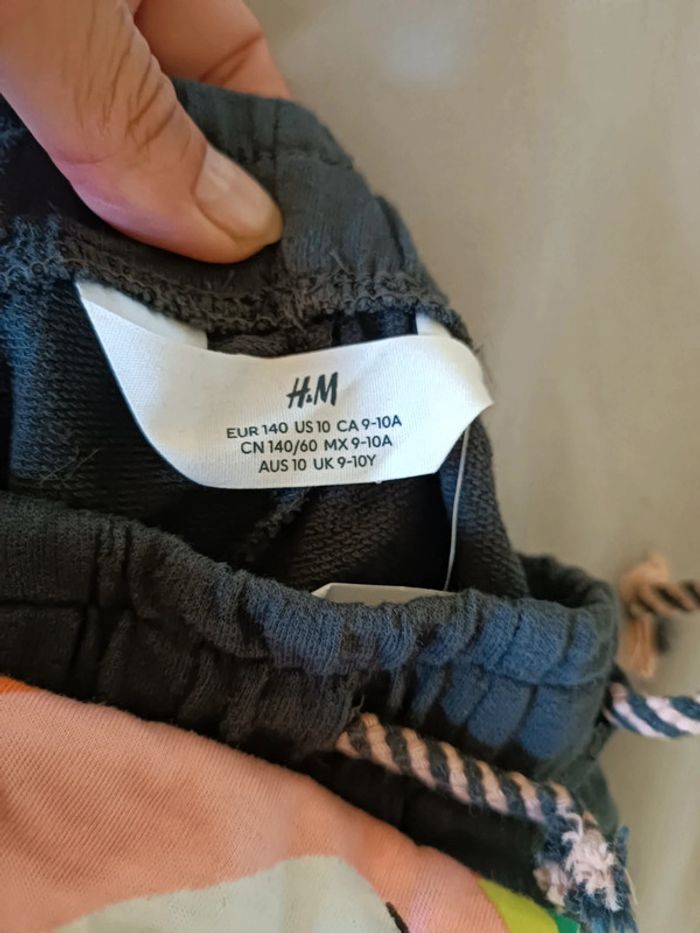 H&M
EUR 140 US 10 CA 9-10A
CN 140/60 MX 9-10A
AUS 10 UK 9-10Y